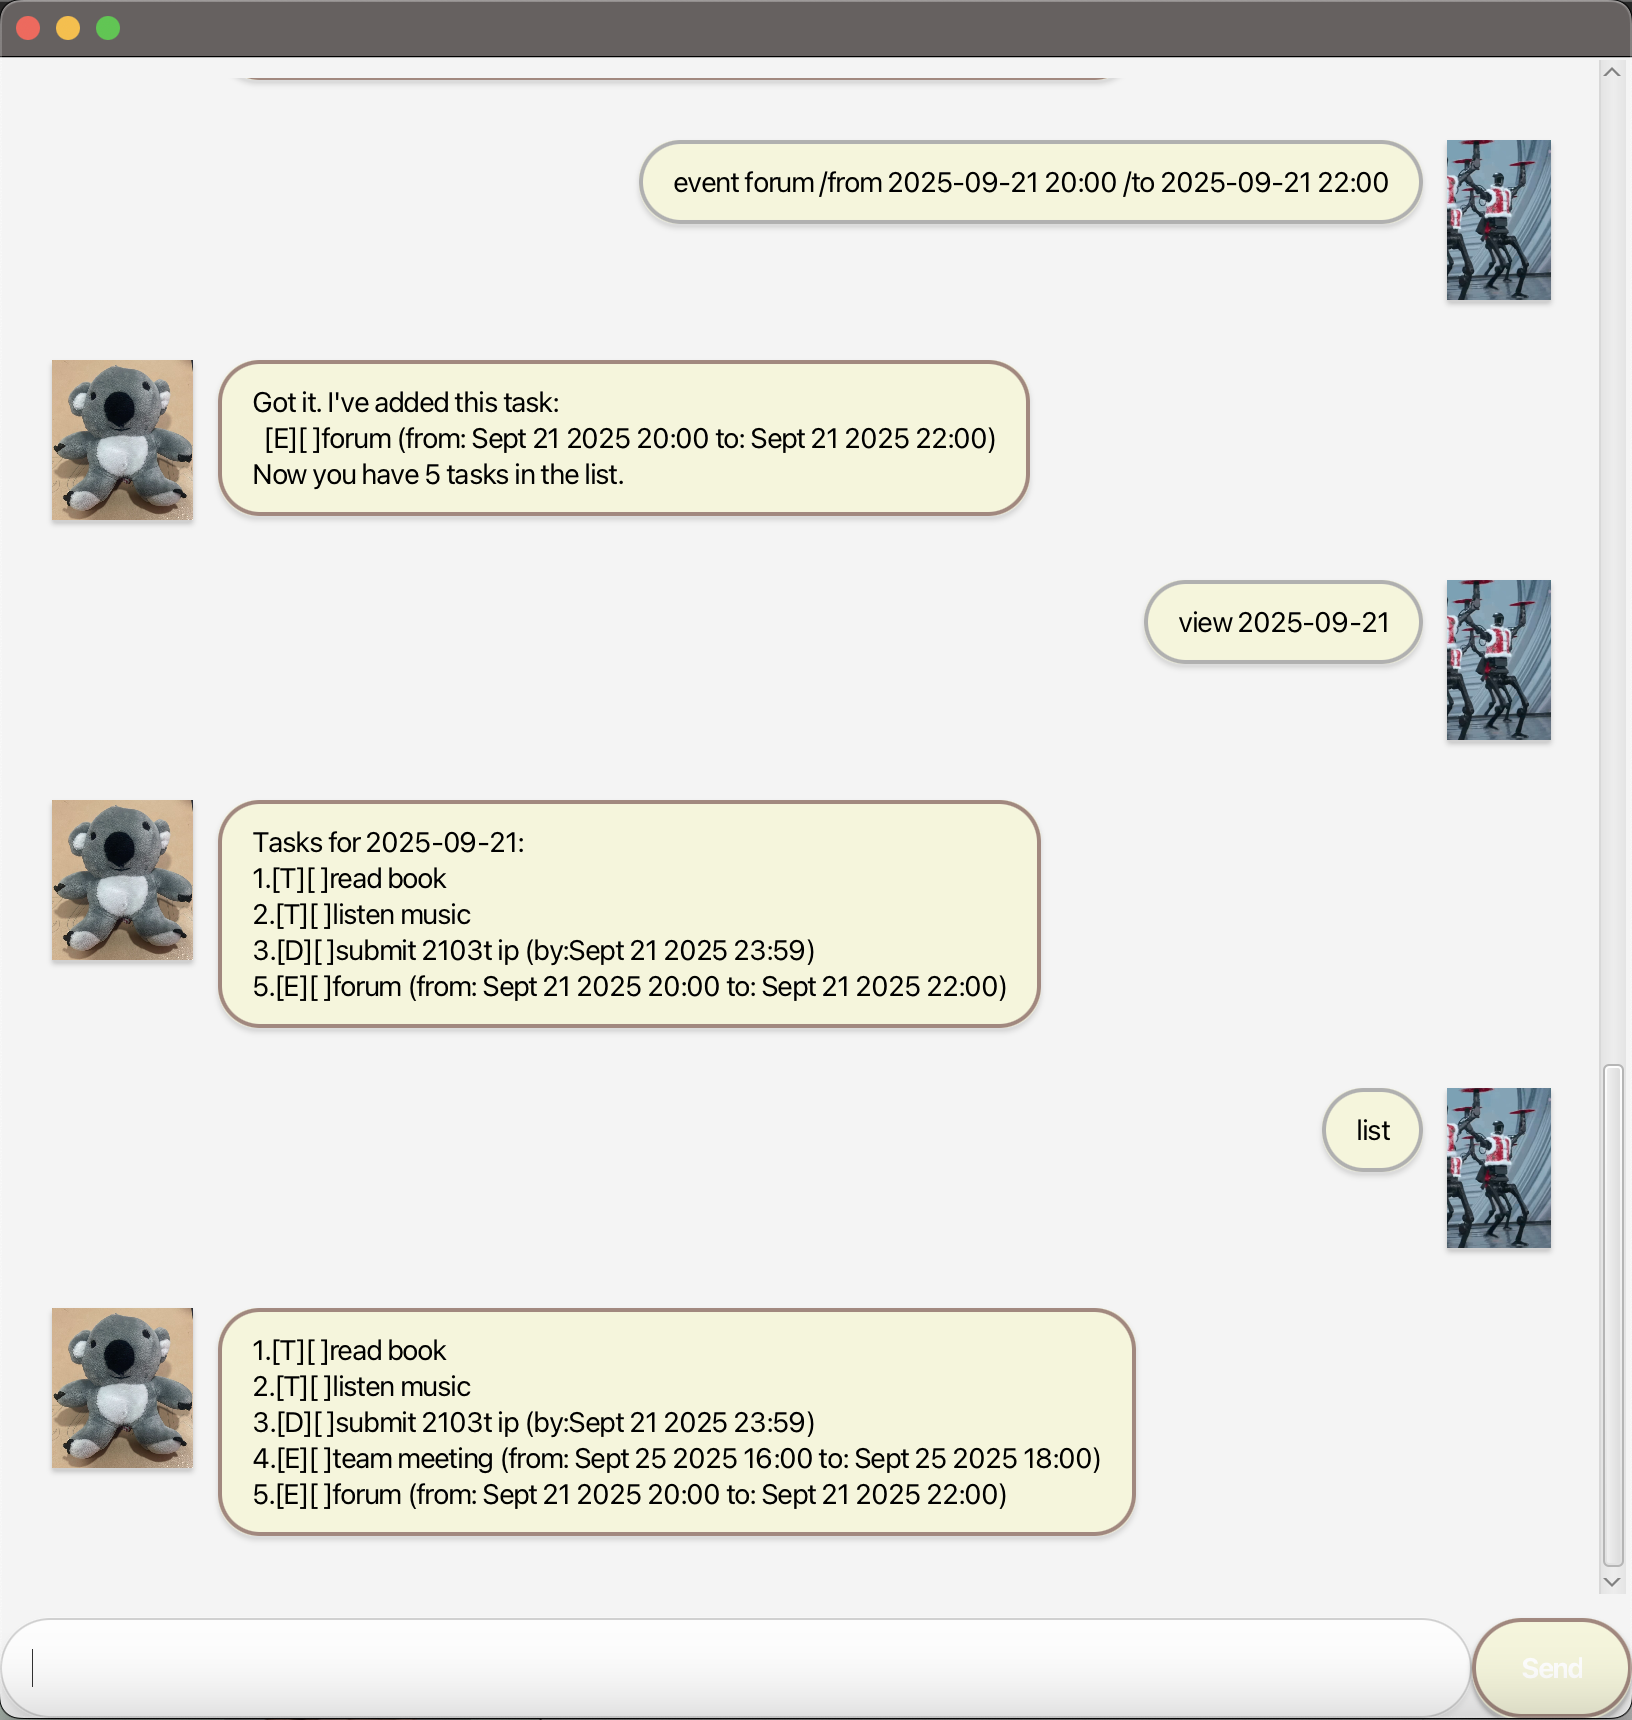 event forum /from 2025-09-21 20:00 /to 2025-09-21 22:00
Got it. I've added this task:
[E][ ]forum (from: Sept 21 2025 20:00 to: Sept 21 2025 22:00)
Now you have 5 tasks in the list.
view 2025-09-21
Tasks for 2025-09-21:
1.[T][ ]read book
2.[T][ ]listen music
3.[D][ ]submit 2103t ip (by:Sept 21 2025 23:59)
5.[E][ ]forum (from: Sept 21 2025 20:00 to: Sept 21 2025 22:00)
list
1.[T][ ]read book
2.[T][ ]listen music
3.[D][ ]submit 2103t ip (by:Sept 21 2025 23:59)
4.[E][ ]team meeting (from: Sept 25 2025 16:00 to: Sept 25 2025 18:00)
5.[E][ ]forum (from: Sept 21 2025 20:00 to: Sept 21 2025 22:00)
Send